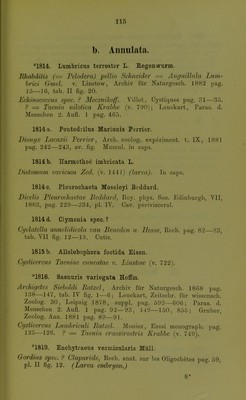 115
b. Annulata.
*1814. Lumbricus terrester L. Regenwurm.
Rhabditis (= Pelodera) pellio Schneider = Anguillula Lum-
brici Gmel. v. Linstow, Archiv für Naturgesch. 1883 pag.
15—16, tab. II fig. 20.
Echinococcus spec. ? Mecznikoff. Villot, Cystiques pag. 31—33.
? = Taenia nilotica Krabbe (v. 790); Leuckart, Paras. d.
Menschen 2. Aufl. 1 pag. 465.
1814 a. Pontodrilus Marionis Perrier.
Dionyx Lacazii Perrier, Arch. zoolog. expériment. t. IX, 1881
pag. 242—243, av. fig. Muscul. in caps.
1814 b. Harmothoë imbricata L.
Distomum varicum Zed. (v. 1441) (larva). In caps.
1814 c. Pleurochaeta Moseleyi Beddard.
Dicelis Pleurochaetae Beddard, Roy. phys. Soc. Edinburgh, VII,
1883, pag. 229—234, pl. IV. Cav. perivisceral.
1814 d. Clymenia spec. ?
Cyclatella annelidicola van Beneden u. Hesse, Rech. pag. 82—83,
tab. VII fig. 12—13. Cutis.
1815 b. Allolobophora foetida Eisen.
Cysticercus Taeniae cuneatae v. Linstow (v. 722).
*1816. Saenuris variegata Hoffm.
Archigetes Sieboldi Ratzel, Archiv für Naturgesch. 1868 pag.
138—147, tab. IV fig. 1—6; Leuckart, Zeitschr. für wissensch.
Zoolog. 30, Leipzig 1878, suppl. pag. 593—606; Paras. d.
Menschen 2. Aufl. 1 pag. 92—93, 149—150, 855; Gruber,
Zoolog. Anz. 1881 pag. 89—91.
Cysticercus Lumbriculi Ratzel. Moniez, Essai monograph. pag.
135—136. ? = Taenia crassirostris Krabbe (v. 749).
*1819. Enchytraeus vermicularis Müll.
Gordius spec. ? Claparède, Rech. anat. sur les Oligochètes pag. 59,
pl. II fig. 12. (Larva embryon.)
8*